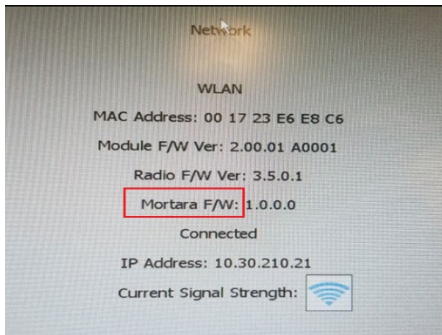 Network
WLAN
MAC Address: 00 17 23 E6 E8 C6
Module F/W Ver: 2.00.01 A0001
Radio F/W Ver: 3.5.0.1
Mortara F/W: 1.0.0.0
Connected
IP Address: 10.30.210.21
Current Signal Strength: